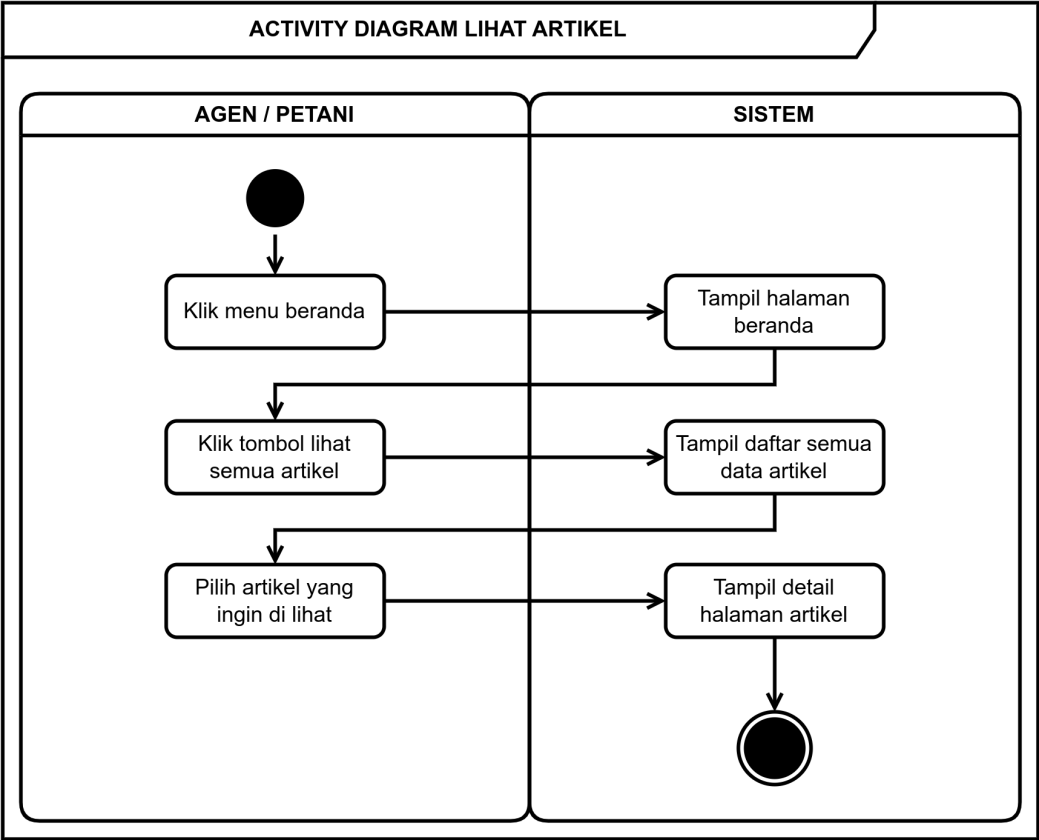 ACTIVITY DIAGRAM LIHAT ARTIKEL
AGEN / PETANI
SISTEM
Klik menu beranda
Tampil halaman
beranda
Klik tombol lihat
semua artikel
Tampil daftar semua
data artikel
Pilih artikel yang
ingin di lihat
Tampil detail
halaman artikel